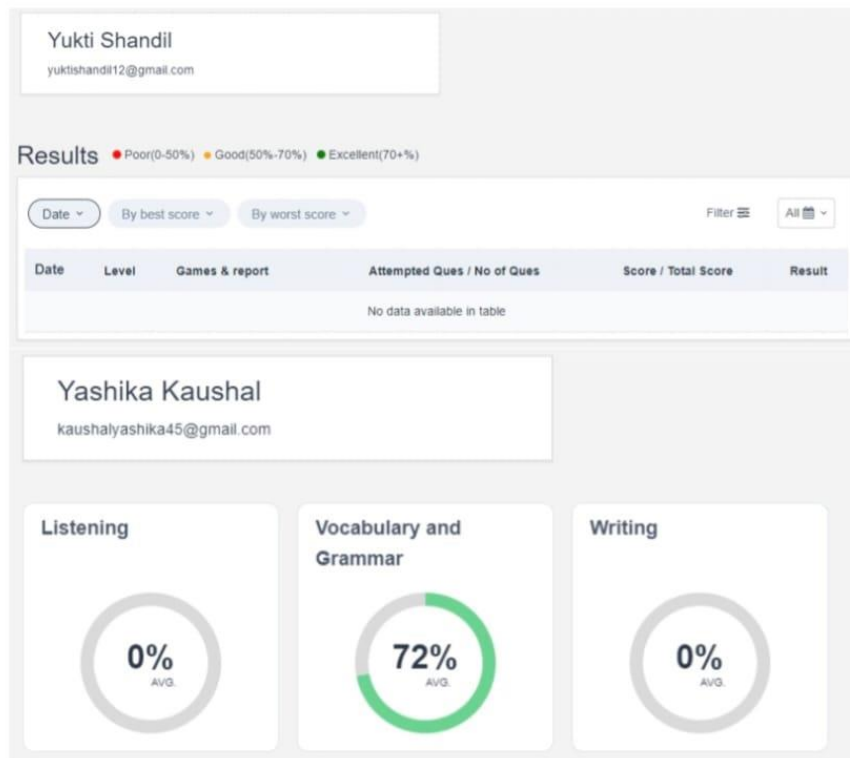 Yukti Shandil
yuktishandil12@gmail.com
Results Poor(0-50%) Good(50%-70%) Excellent(70+%)
Date By best score By worst score Filter All
Date Level Games & report Attempted Ques / No of Ques Score / Total Score Result
No data available in table
Yashika Kaushal
kaushalyashika45@gmail.com
Listening Vocabulary and Grammar Writing
0% 72% 0%
AVG. AVG. AVG.